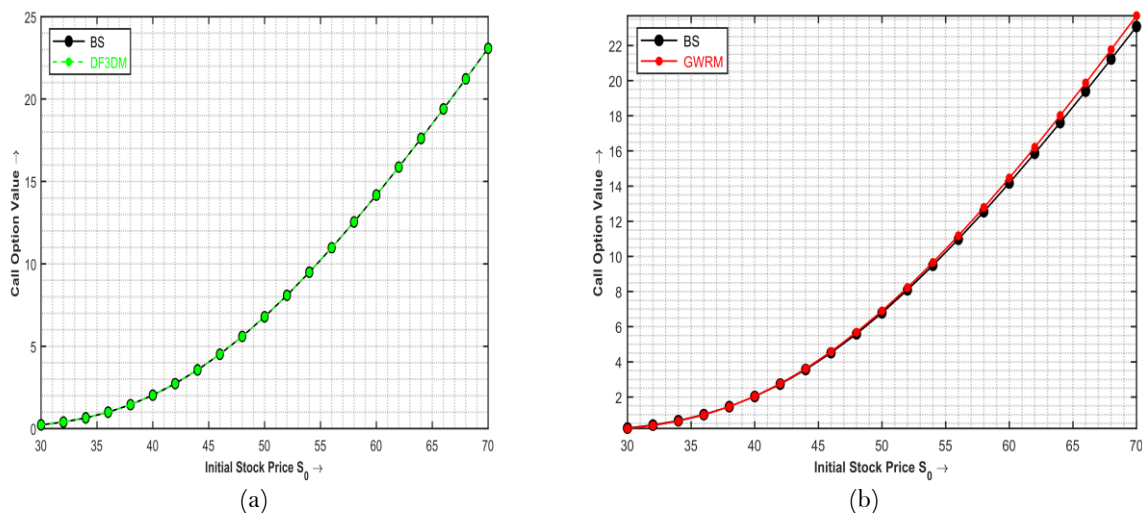 BS
DF3DM
25
20
15
10
5
0
Call Option Value →
30 35 40 45 50 55 60 65 70
Initial Stock Price S0 →
(a)
BS
GWRM
22
20
18
16
14
12
10
8
6
4
2
Call Option Value →
30 35 40 45 50 55 60 65 70
Initial Stock Price S0 →
(b)